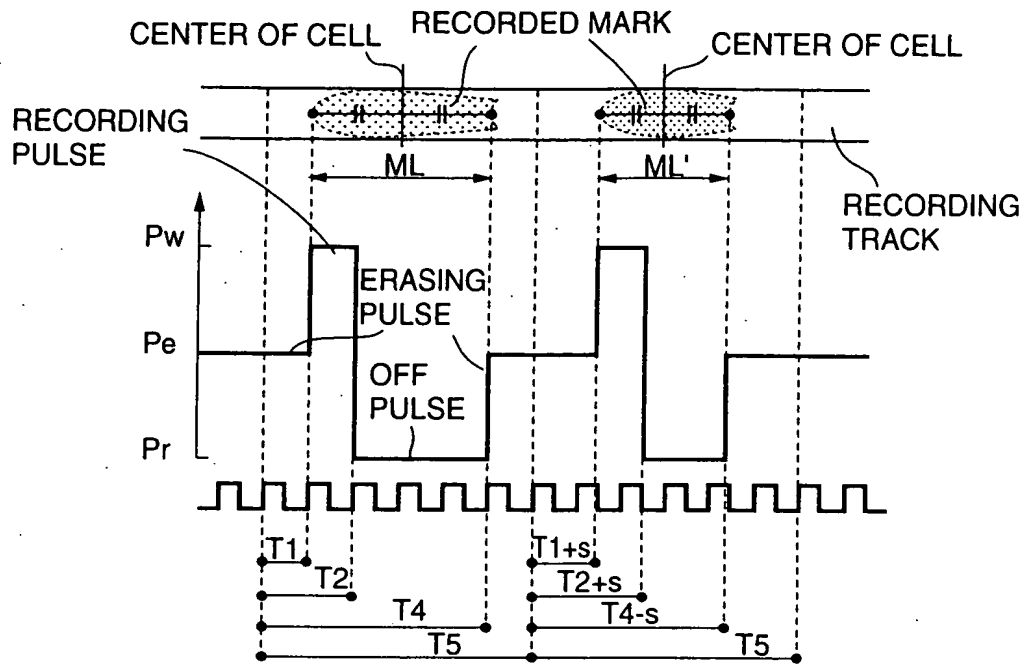 CENTER OF CELL
RECORDED MARK
CENTER OF CELL
RECORDING
PULSE
ML
ML'
RECORDING
TRACK
Pw
ERASING
PULSE
Pe
OFF
PULSE
Pr
T1
T1+s
T2
T2+s
T4
T4-s
T5
T5